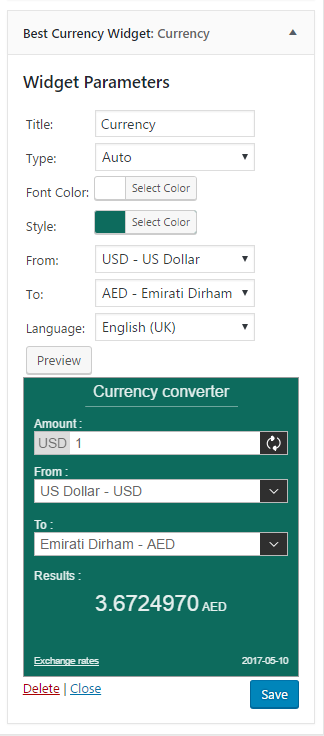 Best Currency Widget: Currency
Widget Parameters
Title: Currency
Type: Auto
Font Color: Select Color
Style: Select Color
From: USD - US Dollar
To: AED - Emirati Dirham
Language: English (UK)
Preview
Currency converter
Amount :
USD 1
From :
US Dollar - USD
To :
Emirati Dirham - AED
Results :
3.6724970 AED
Exchange rates 2017-05-10
Delete | Close Save